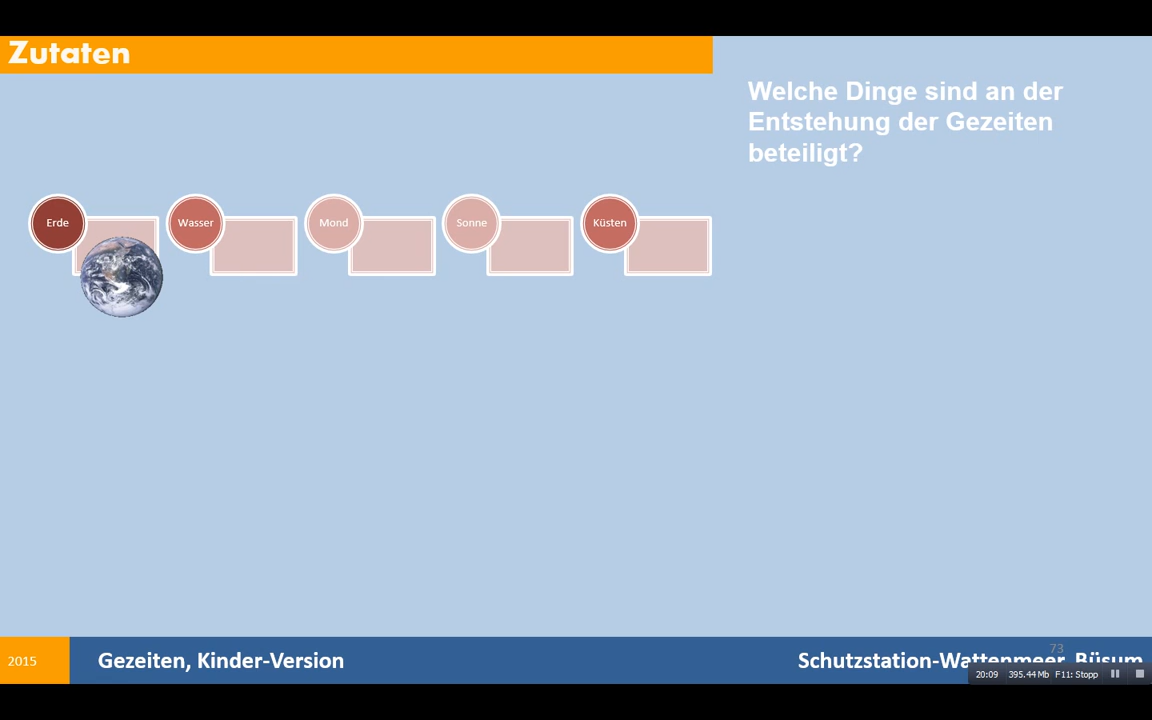 Zutaten
Welche Dinge sind an der
Entstehung der Gezeiten
beteiligt?
Erde
Wasser
Mond
Sonne
Küsten
2015
Gezeiten, Kinder-Version
73
Schutzstation-Wattenmeer, Büsum
20:09 395.44 Mb F11: Stopp